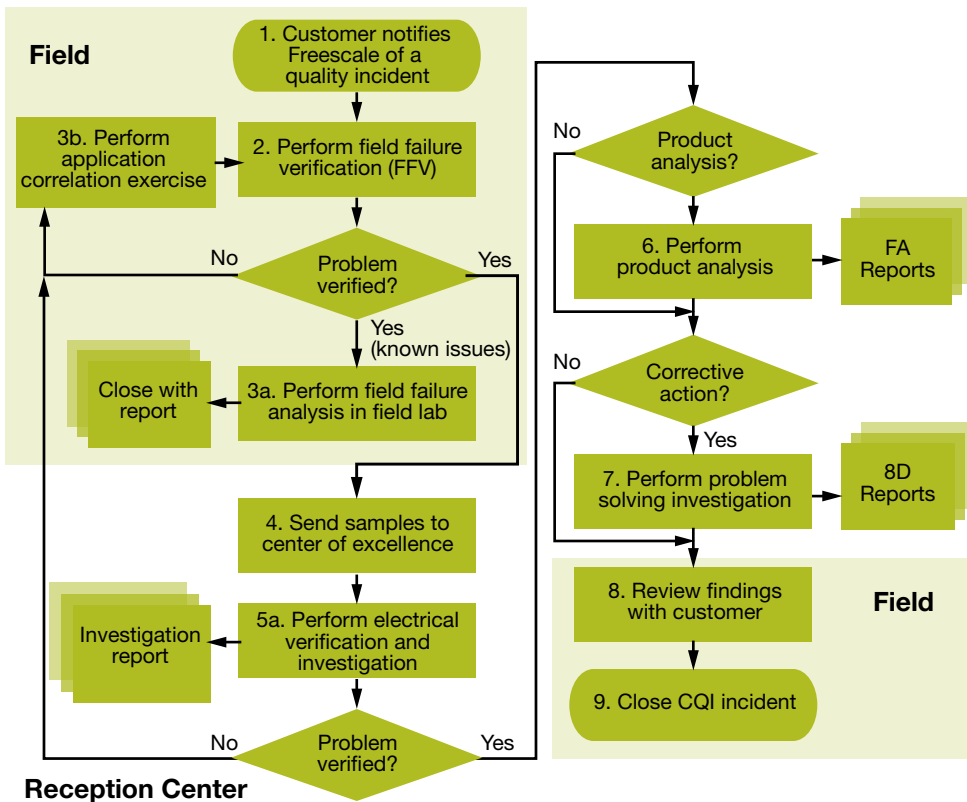 Field
1. Customer notifies
Freescale of a
quality incident
3b. Perform
application
correlation exercise
2. Perform field failure
verification (FFV)
No
Problem
verified?
Yes
Yes
(known issues)
Close with
report
3a. Perform field failure
analysis in field lab
4. Send samples to
center of excellence
Investigation
report
5a. Perform electrical
verification and
investigation
No
Problem
verified?
Yes
Reception Center
No
Product
analysis?
6. Perform
product analysis
FA
Reports
No
Corrective
action?
Yes
7. Perform problem
solving investigation
8D
Reports
8. Review findings
with customer
Field
9. Close CQI incident